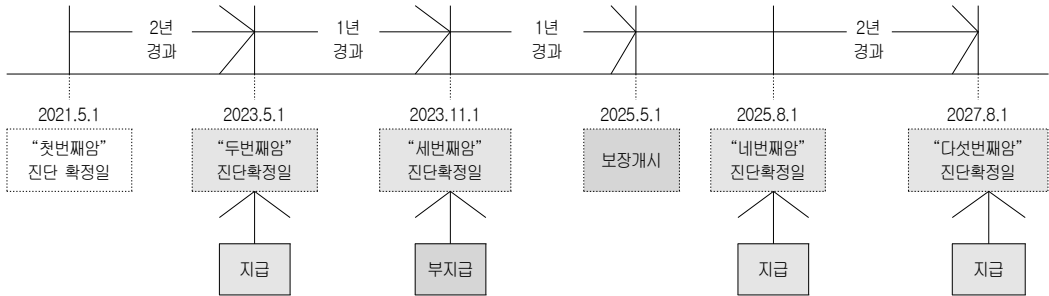 2년
경과
1년
경과
1년
경과
2년
경과
2021.5.1
2023.5.1
2023.11.1
2025.5.1
2025.8.1
2027.8.1
“첫번째암”
진단 확정일
“두번째암”
진단확정일
“세번째암”
진단확정일
보장개시
“네번째암”
진단확정일
“다섯번째암”
진단확정일
지급
부지급
지급
지급